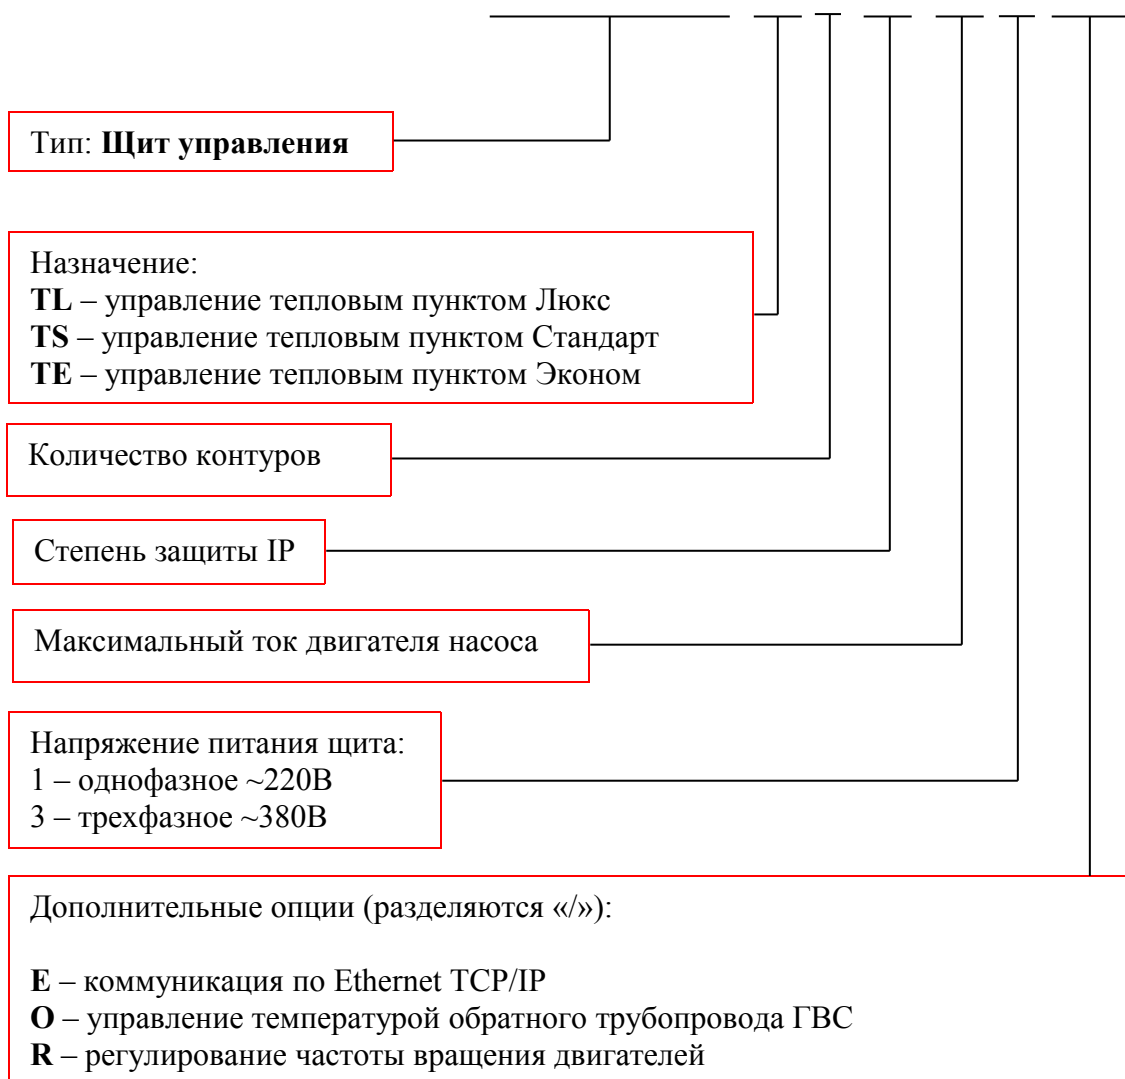 Тип: Щит управления
Назначение:
TL – управление тепловым пунктом Люкс
TS – управление тепловым пунктом Стандарт
TE – управление тепловым пунктом Эконом
Количество контуров
Степень защиты IP
Максимальный ток двигателя насоса
Напряжение питания щита:
1 – однофазное ~220В
3 – трехфазное ~380В
Дополнительные опции (разделяются «/»):
E – коммуникация по Ethernet TCP/IP
O – управление температурой обратного трубопровода ГВС
R – регулирование частоты вращения двигателей